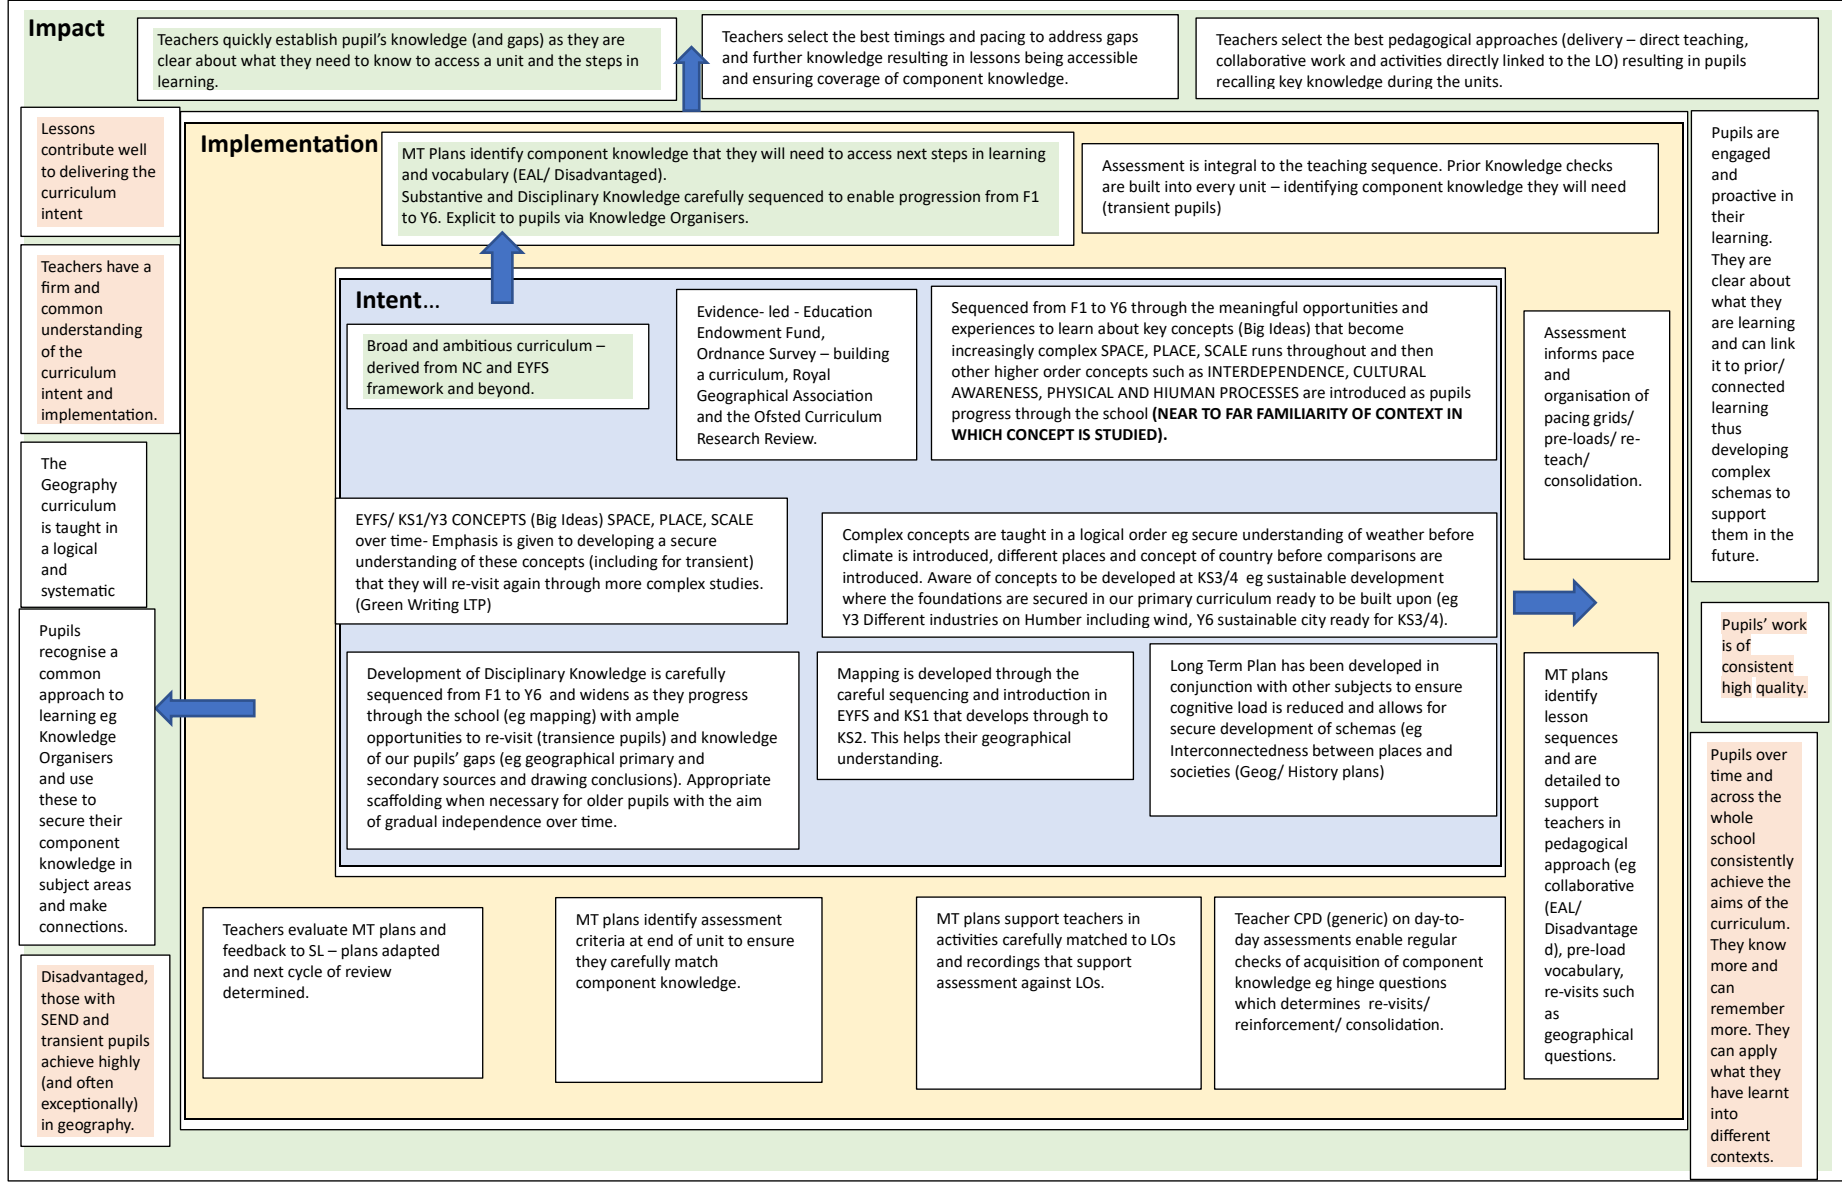 Impact
Teachers quickly establish pupil’s knowledge (and gaps) as they are
clear about what they need to know to access a unit and the steps in
learning.
Teachers select the best timings and pacing to address gaps
and further knowledge resulting in lessons being accessible
and ensuring coverage of component knowledge.
Teachers select the best pedagogical approaches (delivery – direct teaching,
collaborative work and activities directly linked to the LO) resulting in pupils
recalling key knowledge during the units.
Lessons
contribute well
to delivering the
curriculum
intent
Teachers have a
firm and
common
understanding
of the
curriculum
intent and
implementation.
The
Geography
curriculum
is taught in
a logical
and
systematic
Pupils
recognise a
common
approach to
learning eg
Knowledge
Organisers
and use
these to
secure their
component
knowledge in
subject areas
and make
connections.
Disadvantaged,
those with
SEND and
transient pupils
achieve highly
(and often
exceptionally)
in geography.
Implementation
MT Plans identify component knowledge that they will need to access next steps in learning
and vocabulary (EAL/ Disadvantaged).
Substantive and Disciplinary Knowledge carefully sequenced to enable progression from F1
to Y6. Explicit to pupils via Knowledge Organisers.
Assessment is integral to the teaching sequence. Prior Knowledge checks
are built into every unit – identifying component knowledge they will need
(transient pupils)
Intent...
Broad and ambitious curriculum –
derived from NC and EYFS
framework and beyond.
Evidence- led - Education
Endowment Fund,
Ordnance Survey – building
a curriculum, Royal
Geographical Association
and the Ofsted Curriculum
Research Review.
Sequenced from F1 to Y6 through the meaningful opportunities and
experiences to learn about key concepts (Big Ideas) that become
increasingly complex SPACE, PLACE, SCALE runs throughout and then
other higher order concepts such as INTERDEPENDENCE, CULTURAL
AWARENESS, PHYSICAL AND HIUMAN PROCESSES are introduced as pupils
progress through the school (NEAR TO FAR FAMILIARITY OF CONTEXT IN
WHICH CONCEPT IS STUDIED).
EYFS/ KS1/Y3 CONCEPTS (Big Ideas) SPACE, PLACE, SCALE
over time- Emphasis is given to developing a secure
understanding of these concepts (including for transient)
that they will re-visit again through more complex studies.
(Green Writing LTP)
Complex concepts are taught in a logical order eg secure understanding of weather before
climate is introduced, different places and concept of country before comparisons are
introduced. Aware of concepts to be developed at KS3/4  eg sustainable development
where the foundations are secured in our primary curriculum ready to be built upon (eg
Y3 Different industries on Humber including wind, Y6 sustainable city ready for KS3/4).
Development of Disciplinary Knowledge is carefully
sequenced from F1 to Y6  and widens as they progress
through the school (eg mapping) with ample
opportunities to re-visit (transience pupils) and knowledge
of our pupils’ gaps (eg geographical primary and
secondary sources and drawing conclusions). Appropriate
scaffolding when necessary for older pupils with the aim
of gradual independence over time.
Mapping is developed through the
careful sequencing and introduction in
EYFS and KS1 that develops through to
KS2. This helps their geographical
understanding.
Long Term Plan has been developed in
conjunction with other subjects to ensure
cognitive load is reduced and allows for
secure development of schemas (eg
Interconnectedness between places and
societies (Geog/ History plans)
Assessment
informs pace
and
organisation of
pacing grids/
pre-loads/ re-
teach/
consolidation.
MT plans
identify
lesson
sequences
and are
detailed to
support
teachers in
pedagogical
approach (eg
collaborative
(EAL/
Disadvantage
d), pre-load
vocabulary,
re-visits such
as
geographical
questions.
Teachers evaluate MT plans and
feedback to SL – plans adapted
and next cycle of review
determined.
MT plans identify assessment
criteria at end of unit to ensure
they carefully match
component knowledge.
MT plans support teachers in
activities carefully matched to LOs
and recordings that support
assessment against LOs.
Teacher CPD (generic) on day-to-
day assessments enable regular
checks of acquisition of component
knowledge eg hinge questions
which determines  re-visits/
reinforcement/ consolidation.
Pupils are
engaged
and
proactive in
their
learning.
They are
clear about
what they
are learning
and can link
it to prior/
connected
learning
thus
developing
complex
schemas to
support
them in the
future.
Pupils’ work
is of
consistent
high quality.
Pupils over
time and
across the
whole
school
consistently
achieve the
aims of the
curriculum.
They know
more and
can
remember
more. They
can apply
what they
have learnt
into
different
contexts.